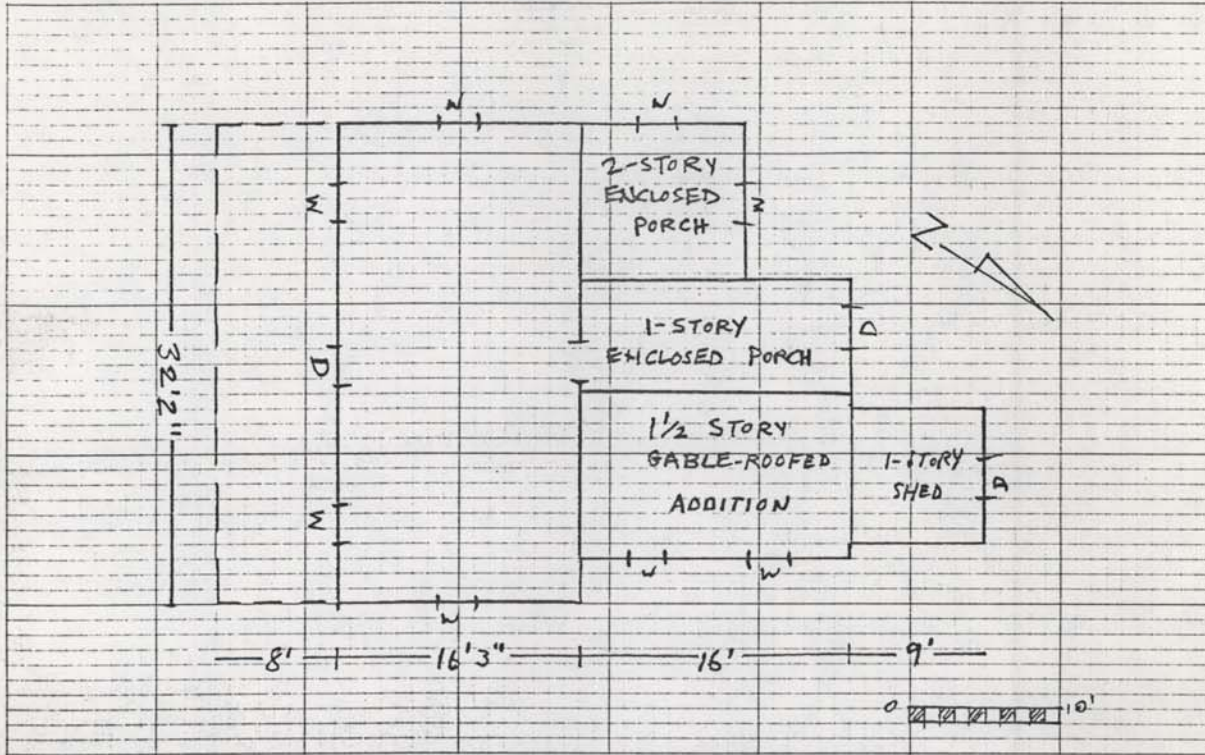 W
W
2-STORY
ENCLOSED
PORCH
W
W
N
1-STORY
ENCLOSED PORCH
D
32'2"
D
1½ STORY
GABLE-ROOFED
ADDITION
1-STORY
SHED
D
W
W
W
W
8'
16'3"
16'
9'
0
10'